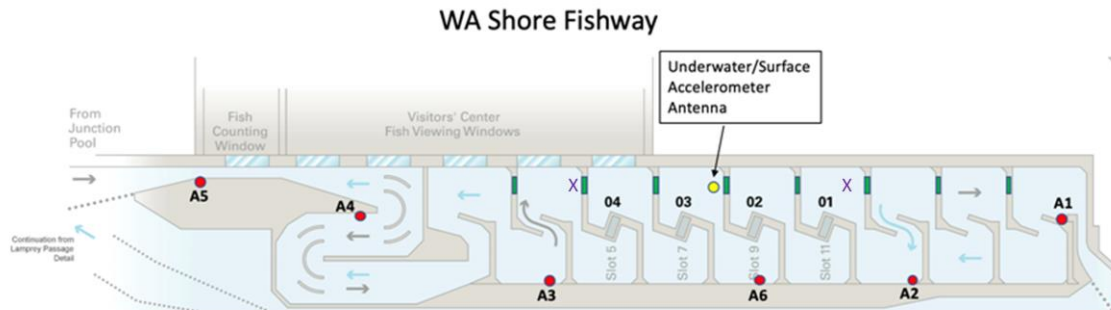 WA Shore Fishway
Underwater/Surface
Accelerometer
Antenna
From
Junction
Pool
Fish
Counting
Window
Visitors' Center
Fish Viewing Windows
X
X
A5
A4
04
03
02
01
A1
Continuation from
Lamprey Passage
Detail
Slot 5
Slot 7
Slot 9
Slot 11
A3
A6
A2